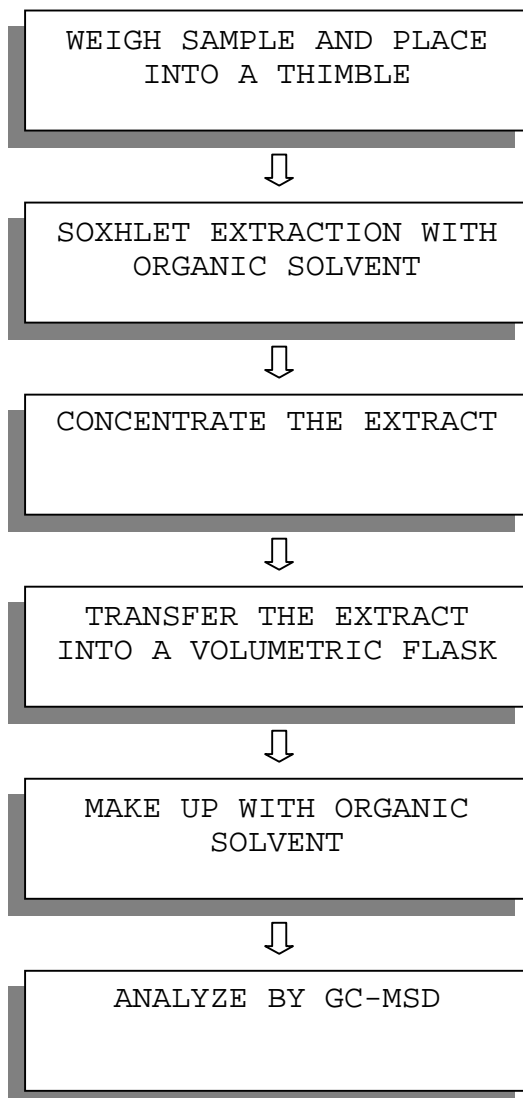 WEIGH SAMPLE AND PLACE
INTO A THIMBLE
SOXHLET EXTRACTION WITH
ORGANIC SOLVENT
CONCENTRATE THE EXTRACT
TRANSFER THE EXTRACT
INTO A VOLUMETRIC FLASK
MAKE UP WITH ORGANIC
SOLVENT
ANALYZE BY GC-MSD